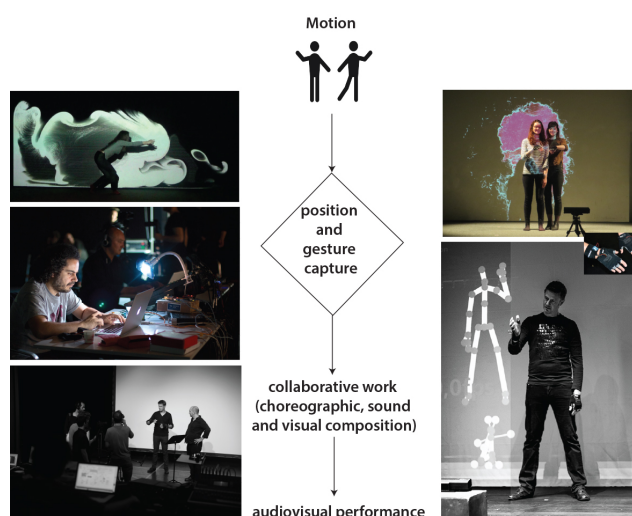 Motion
position
and
gesture
capture
collaborative work
(choreographic, sound
and visual composition)
audiovisual performance